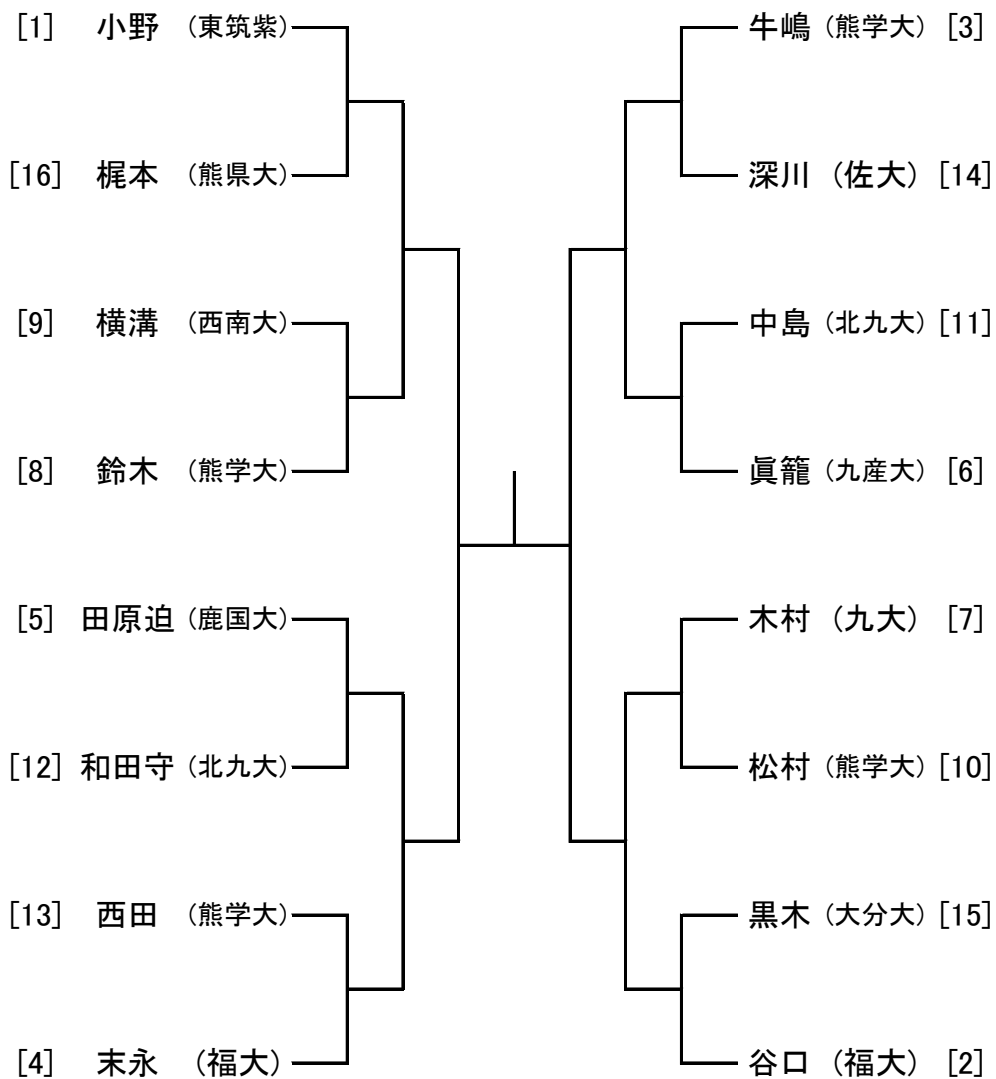 [1] 小野 (東筑紫)
[16] 梶本 (熊県大)
[9] 横溝 (西南大)
[8] 鈴木 (熊学大)
[5] 田原迫 (鹿国大)
[12] 和田守 (北九大)
[13] 西田 (熊学大)
[4] 末永 (福大)
牛嶋 (熊学大) [3]
深川 (佐大) [14]
中島 (北九大) [11]
眞籠 (九産大) [6]
木村 (九大) [7]
松村 (熊学大) [10]
黒木 (大分大) [15]
谷口 (福大) [2]